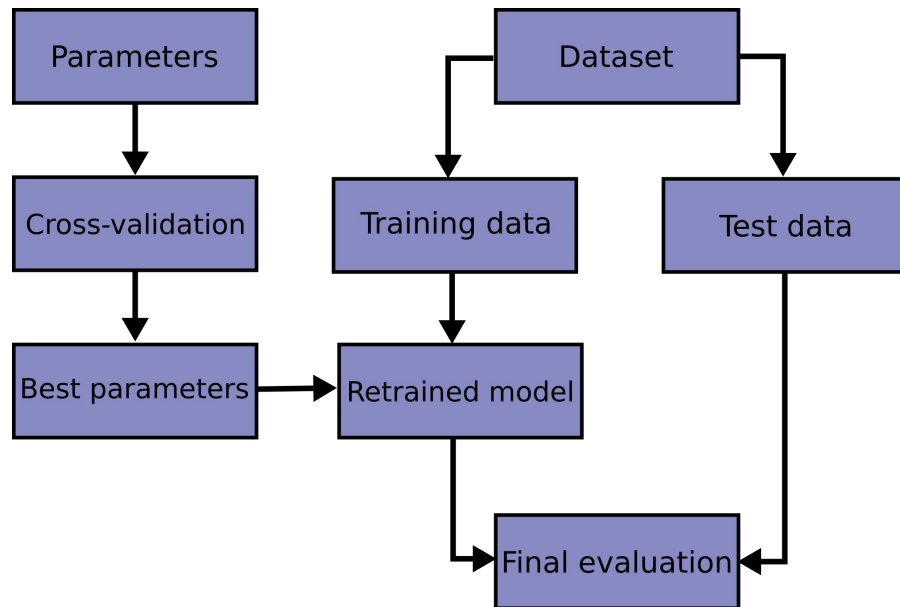 Parameters
Dataset
Cross-validation
Training data
Test data
Best parameters
Retrained model
Final evaluation